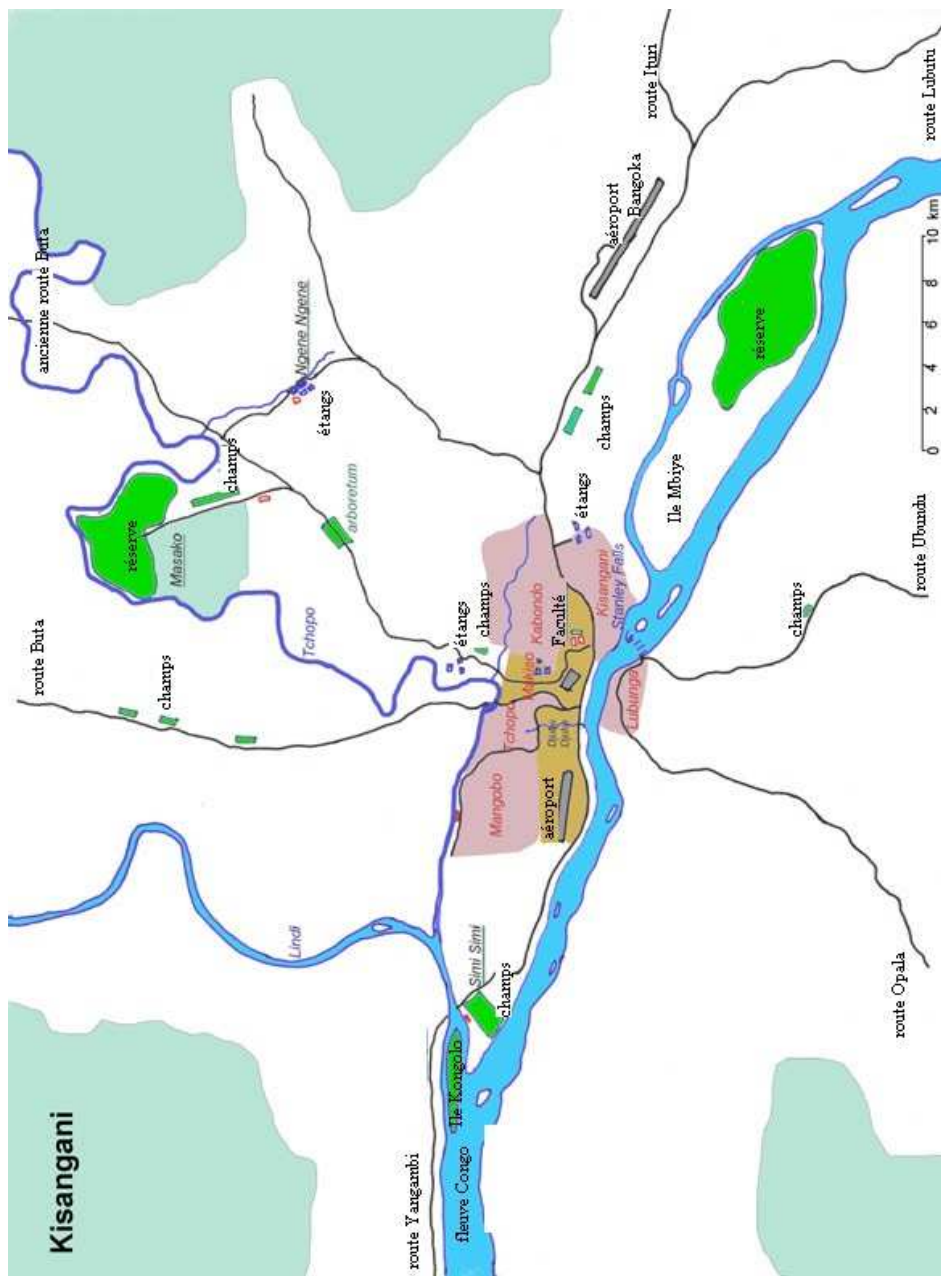 Kisangani
route Buta
ancienne route Buta
réserve
champs
Masako
champs
Lindi
Tchopo
Ngene Ngene
étangs
arboretum
route Yangambi
Ile Kongolo
fleuve Congo
Simi Simi
champs
étangs
champs
Mangobo
Tchopo
Makiso
Kabondo
aéroport
Faculté
étangs
Kisangani
Stanley Falls
champs
aéroport
Bangoka
route Ituri
Lubunga
Ile Mbiye
réserve
champs
route Opala
route Ubundu
route Lubutu
0 2 4 6 8 10 km